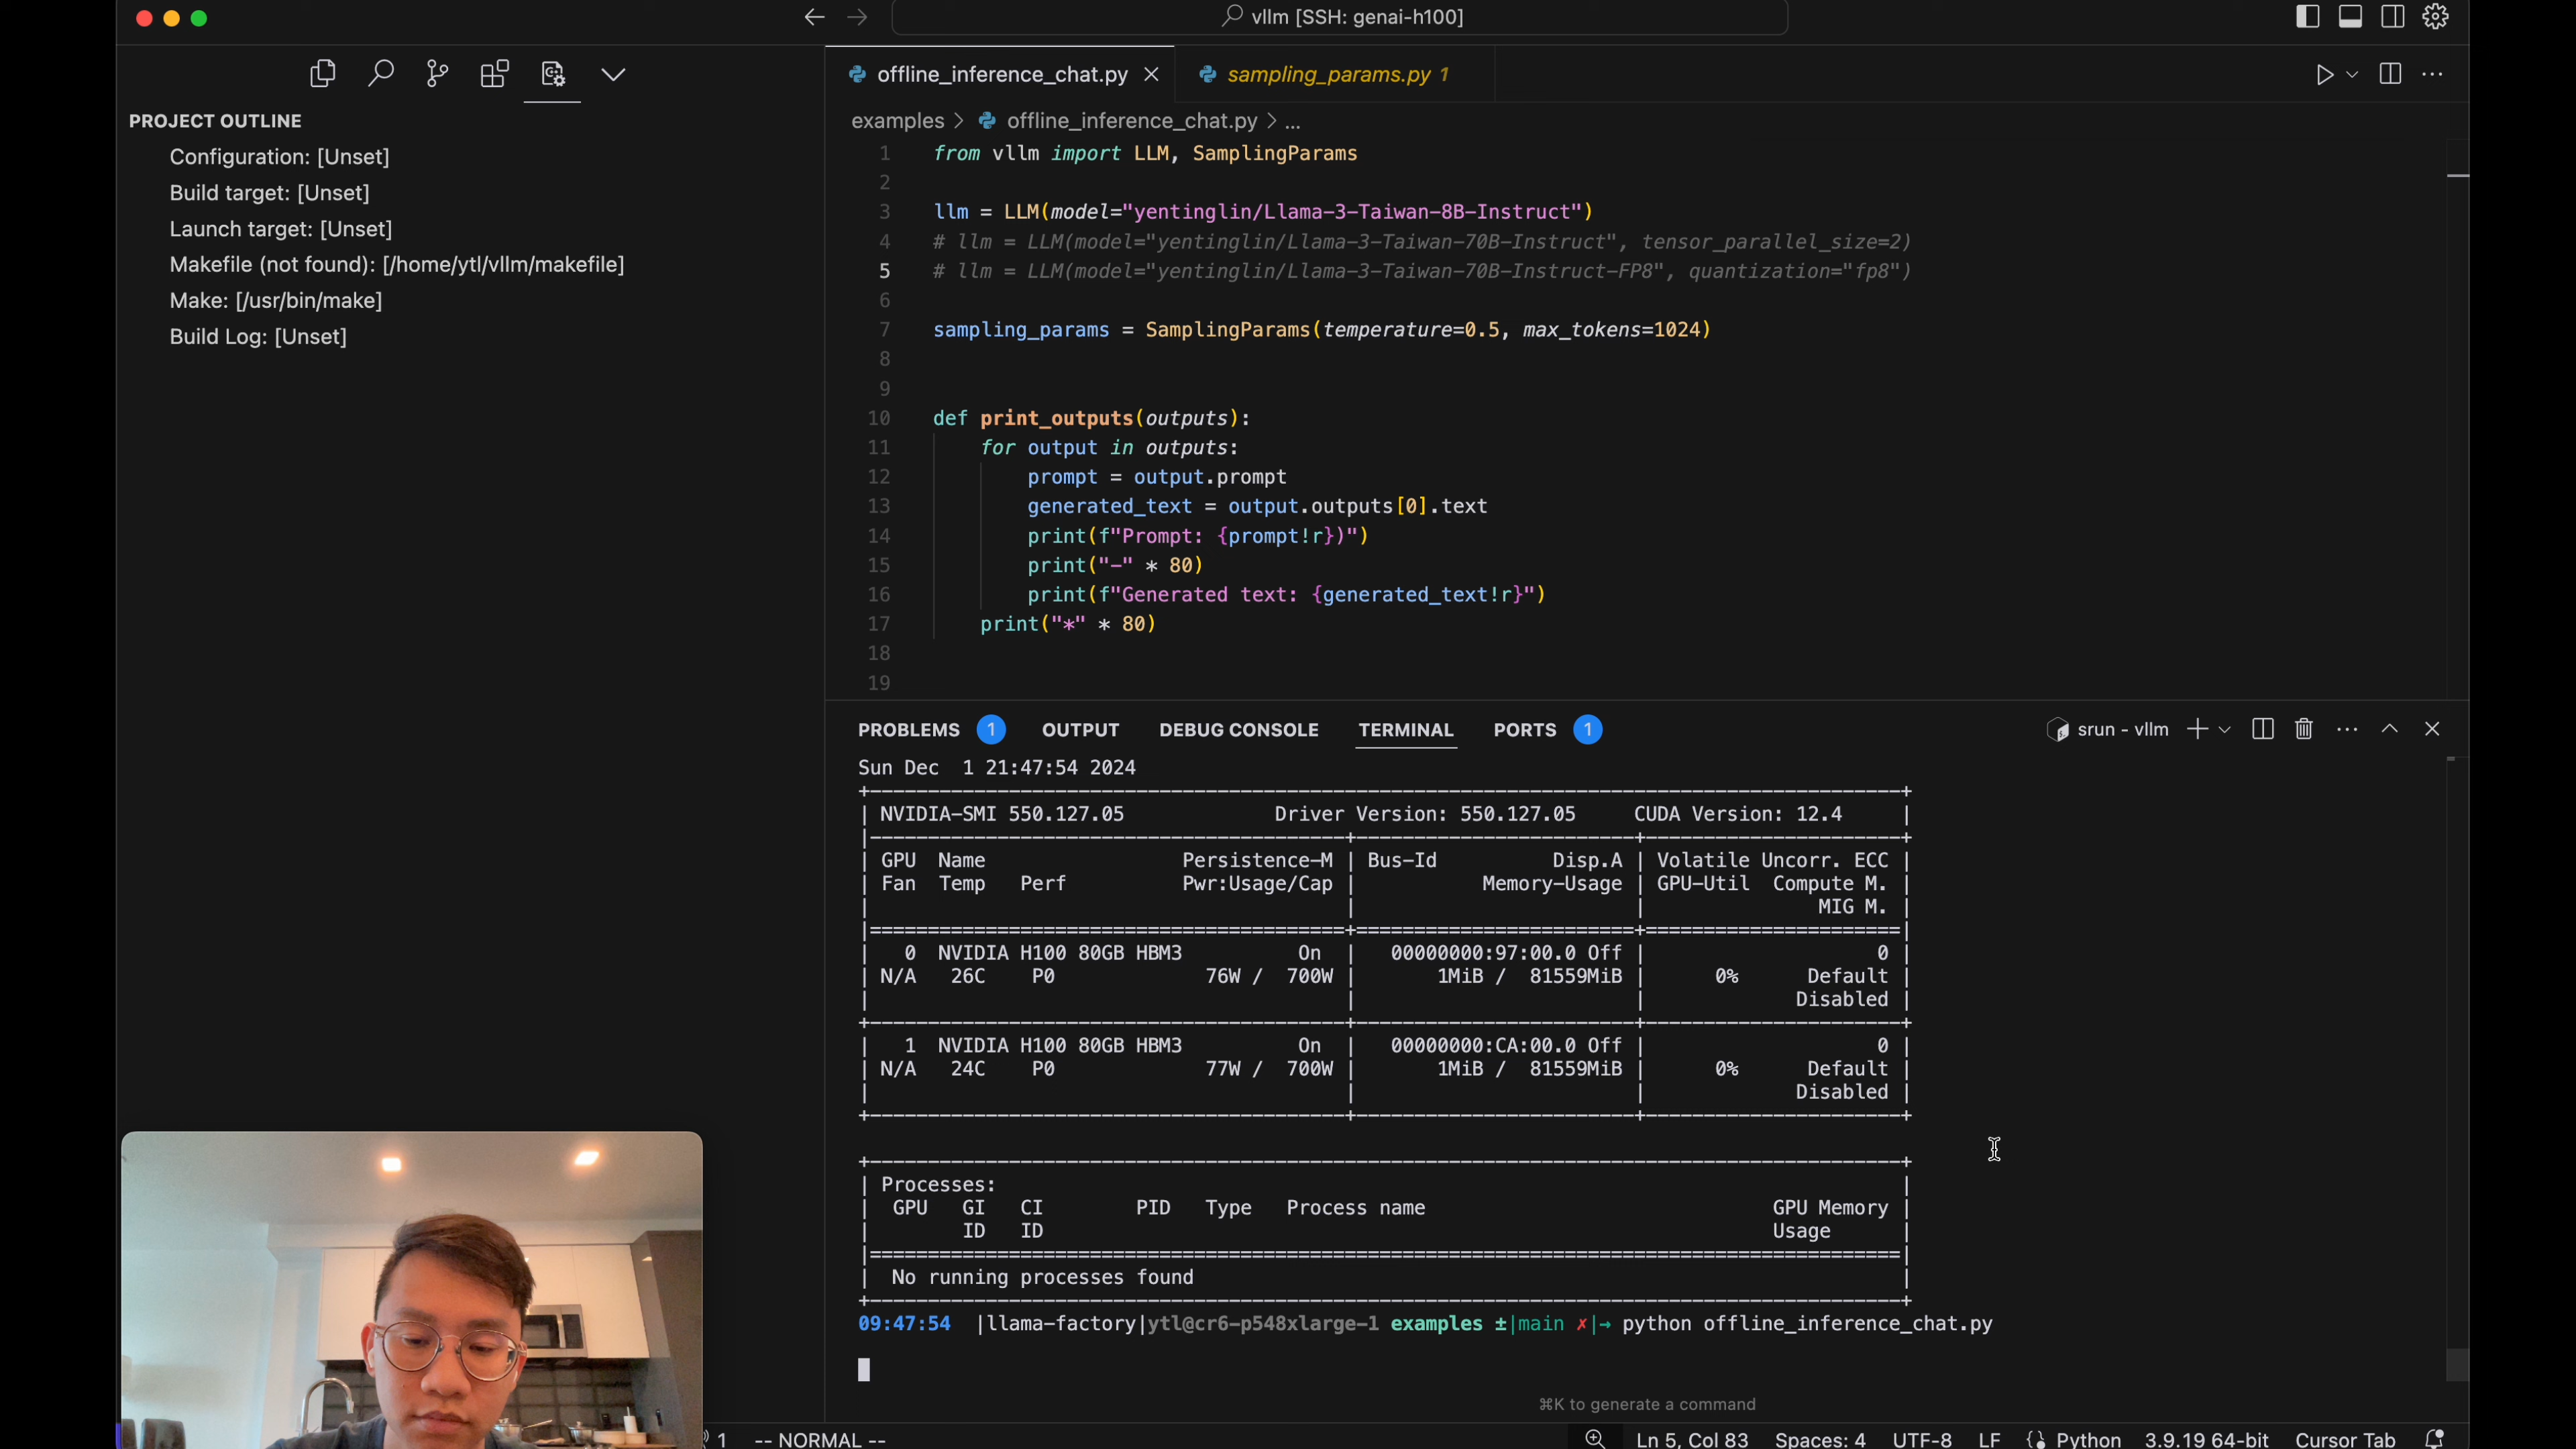 vllm [SSH: genai-h100]
offline_inference_chat.py
sampling_params.py 1
PROJECT OUTLINE
Configuration: [Unset]
Build target: [Unset]
Launch target: [Unset]
Makefile (not found): [/home/ytl/vllm/makefile]
Make: [/usr/bin/make]
Build Log: [Unset]
examples > offline_inference_chat.py > ...
1 from vllm import LLM, SamplingParams
2
3 llm = LLM(model="yentinglin/Llama-3-Taiwan-8B-Instruct")
4 # llm = LLM(model="yentinglin/Llama-3-Taiwan-70B-Instruct", tensor_parallel_size=2)
5 # llm = LLM(model="yentinglin/Llama-3-Taiwan-70B-Instruct-FP8", quantization="fp8")
6
7 sampling_params = SamplingParams(temperature=0.5, max_tokens=1024)
8
9
10 def print_outputs(outputs):
11 for output in outputs:
12 prompt = output.prompt
13 generated_text = output.outputs[0].text
14 print(f"Prompt: {prompt!r})")
15 print("-" * 80)
16 print(f"Generated text: {generated_text!r}")
17 print("*" * 80)
18
19
PROBLEMS 1 OUTPUT DEBUG CONSOLE TERMINAL PORTS 1 srun - vllm
Sun Dec 1 21:47:54 2024
NVIDIA-SMI 550.127.05 Driver Version: 550.127.05 CUDA Version: 12.4
GPU Name Persistence-M | Bus-Id Disp.A | Volatile Uncorr. ECC
Fan Temp Perf Pwr:Usage/Cap | Memory-Usage | GPU-Util Compute M.
MIG M.
0 NVIDIA H100 80GB HBM3 On | 00000000:97:00.0 Off | 0
N/A 26C P0 76W / 700W | 1MiB / 81559MiB | 0% Default
Disabled
1 NVIDIA H100 80GB HBM3 On | 00000000:CA:00.0 Off | 0
N/A 24C P0 77W / 700W | 1MiB / 81559MiB | 0% Default
Disabled
Processes:
GPU GI CI PID Type Process name GPU Memory
ID ID Usage
No running processes found
09:47:54 |llama-factory|ytl@cr6-p548xlarge-1 examples ±|main ✗|→ python offline_inference_chat.py
⌘K to generate a command
1 -- NORMAL -- Ln 5, Col 83 Spaces: 4 UTF-8 LF Python 3.9.19 64-bit Cursor Tab